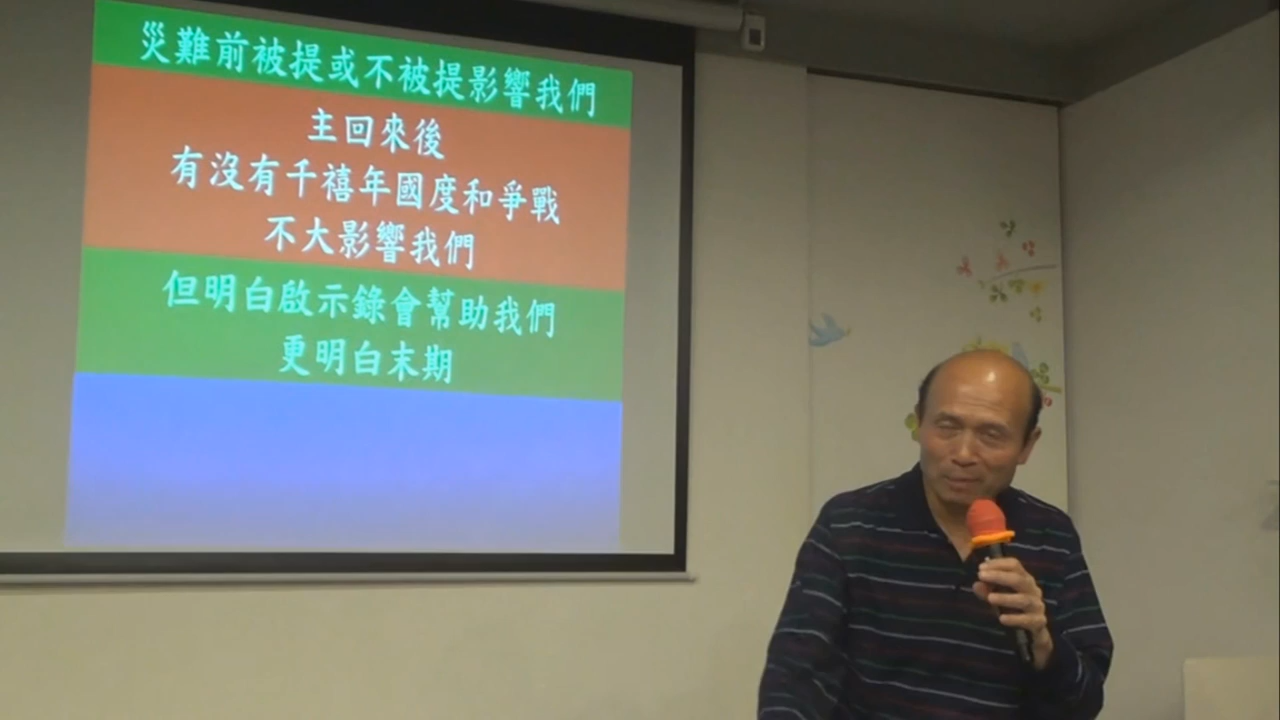 災難前被提或不被提影響我們
主回來後
有沒有千禧年國度和爭戰
不大影響我們
但明白啟示錄會幫助我們
更明白末期